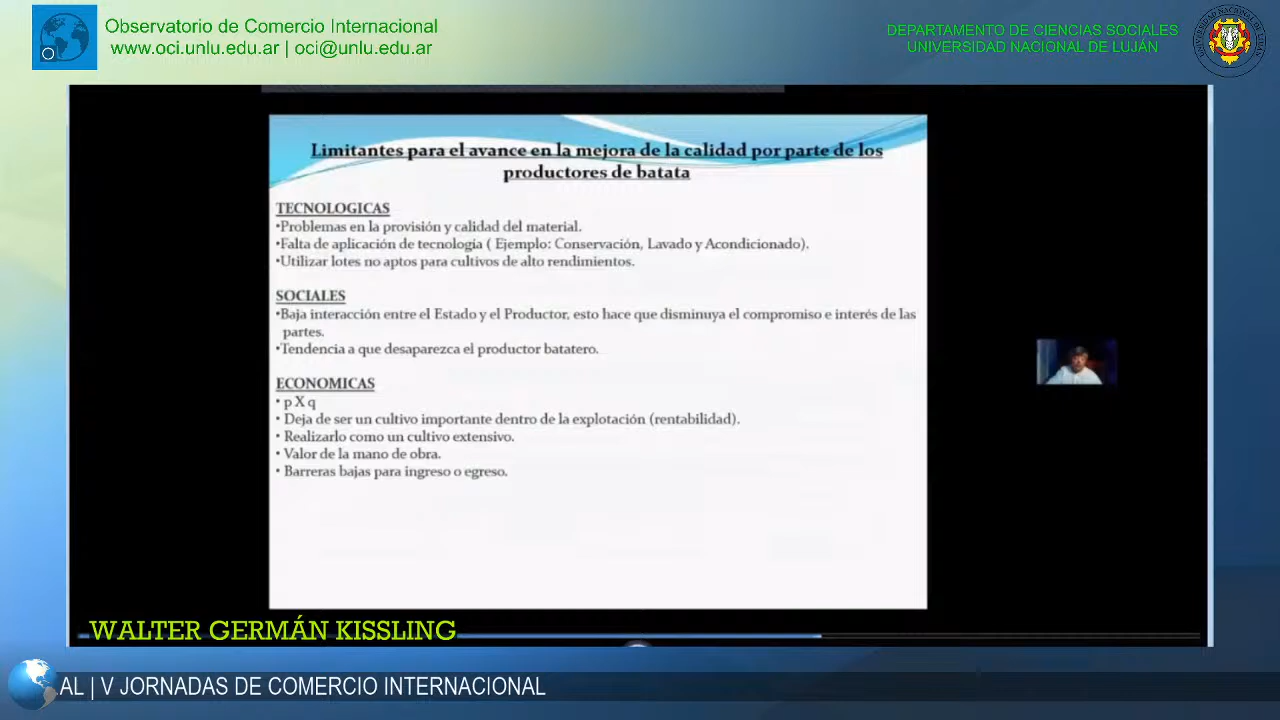 Observatorio de Comercio Internacional
www.oci.unlu.edu.ar | oci@unlu.edu.ar
DEPARTAMENTO DE CIENCIAS SOCIALES
UNIVERSIDAD NACIONAL DE LUJÁN
Limitantes para el avance en la mejora de la calidad por parte de los
productores de batata
TECNOLOGICAS
•Problemas en la provisión y calidad del material.
•Falta de aplicación de tecnología ( Ejemplo: Conservación, Lavado y Acondicionado).
•Utilizar lotes no aptos para cultivos de alto rendimientos.
SOCIALES
•Baja interacción entre el Estado y el Productor, esto hace que disminuya el compromiso e interés de las
partes.
•Tendencia a que desaparezca el productor batatero.
ECONOMICAS
• p X q
• Deja de ser un cultivo importante dentro de la explotación (rentabilidad).
• Realizarlo como un cultivo extensivo.
• Valor de la mano de obra.
• Barreras bajas para ingreso o egreso.
WALTER GERMÁN KISSLING
AL | V JORNADAS DE COMERCIO INTERNACIONAL